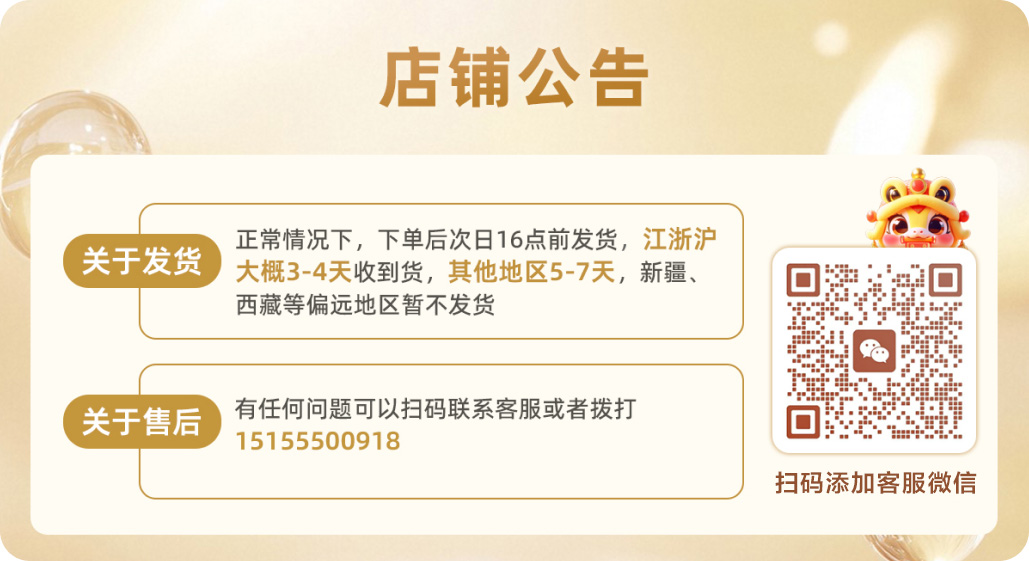 店铺公告
关于发货
正常情况下，下单后次日16点前发货，江浙沪
大概3-4天收到货，其他地区5-7天，新疆、
西藏等偏远地区暂不发货
关于售后
有任何问题可以扫码联系客服或者拨打
15155500918
扫码添加客服微信